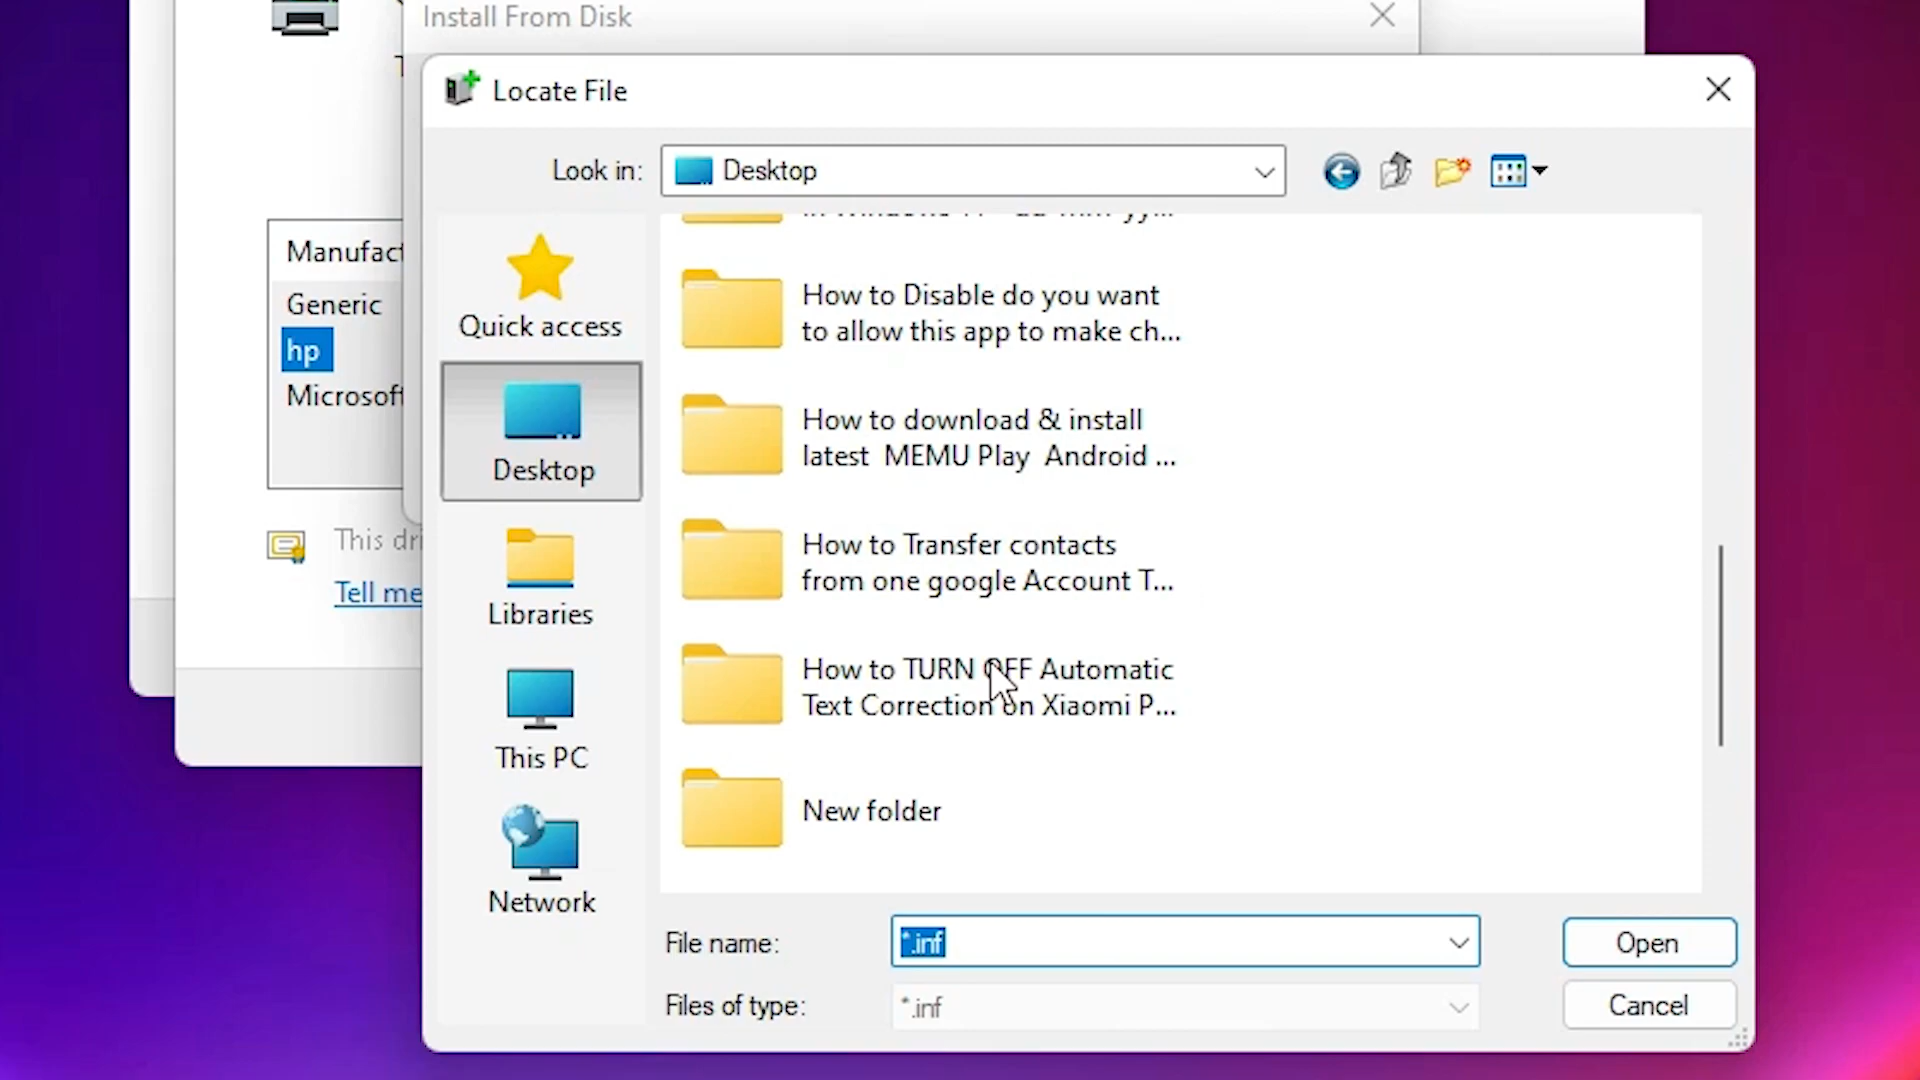 Install From Disk
Locate File
Look in:
Desktop
Manufact
Generic
hp
Microsoft
This dri
Tell me
Quick access
Desktop
Libraries
This PC
Network
How to Disable do you want
to allow this app to make ch...
How to download & install
latest MEMU Play Android ...
How to Transfer contacts
from one google Account T...
How to TURN OFF Automatic
Text Correction on Xiaomi P...
New folder
File name:
*.inf
Open
Files of type:
*.inf
Cancel